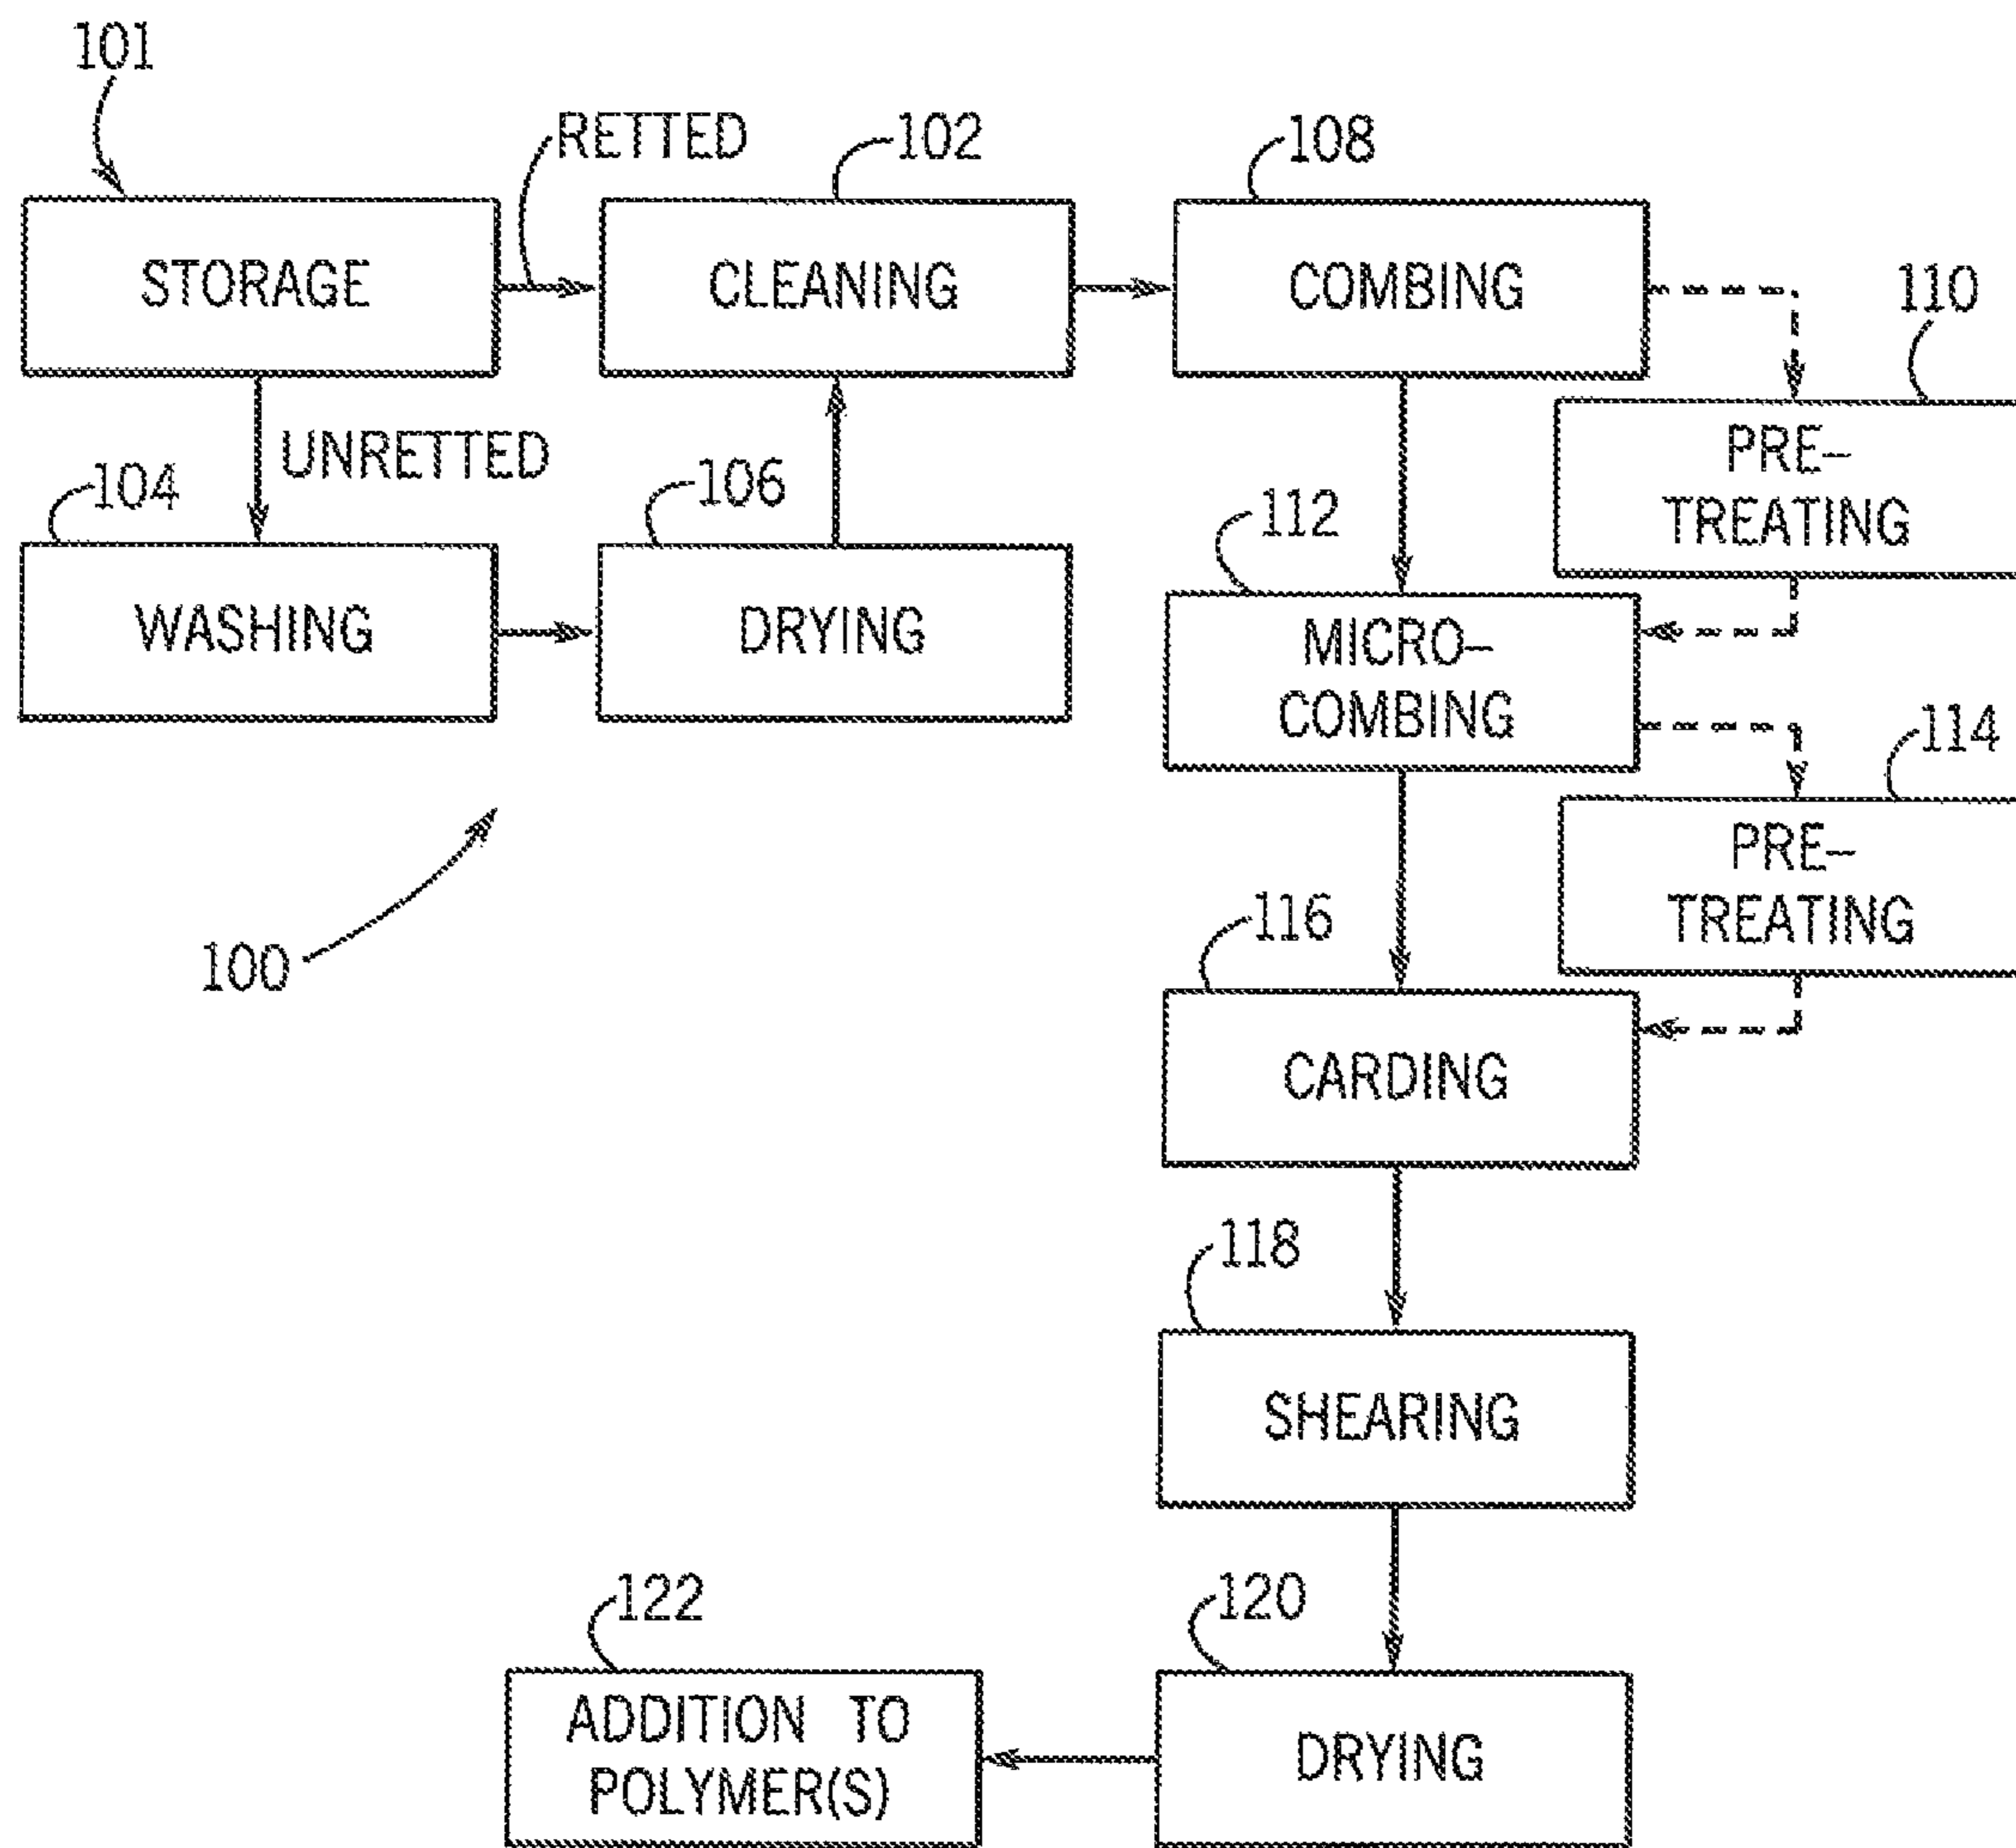 101
RETTED
102
108
STORAGE
CLEANING
COMBING
110
UNRETTED
PRE-
TREATING
104
106
112
WASHING
DRYING
MICRO-
COMBING
114
PRE-
TREATING
100
116
CARDING
118
SHEARING
122
120
ADDITION TO
POLYMER(S)
DRYING